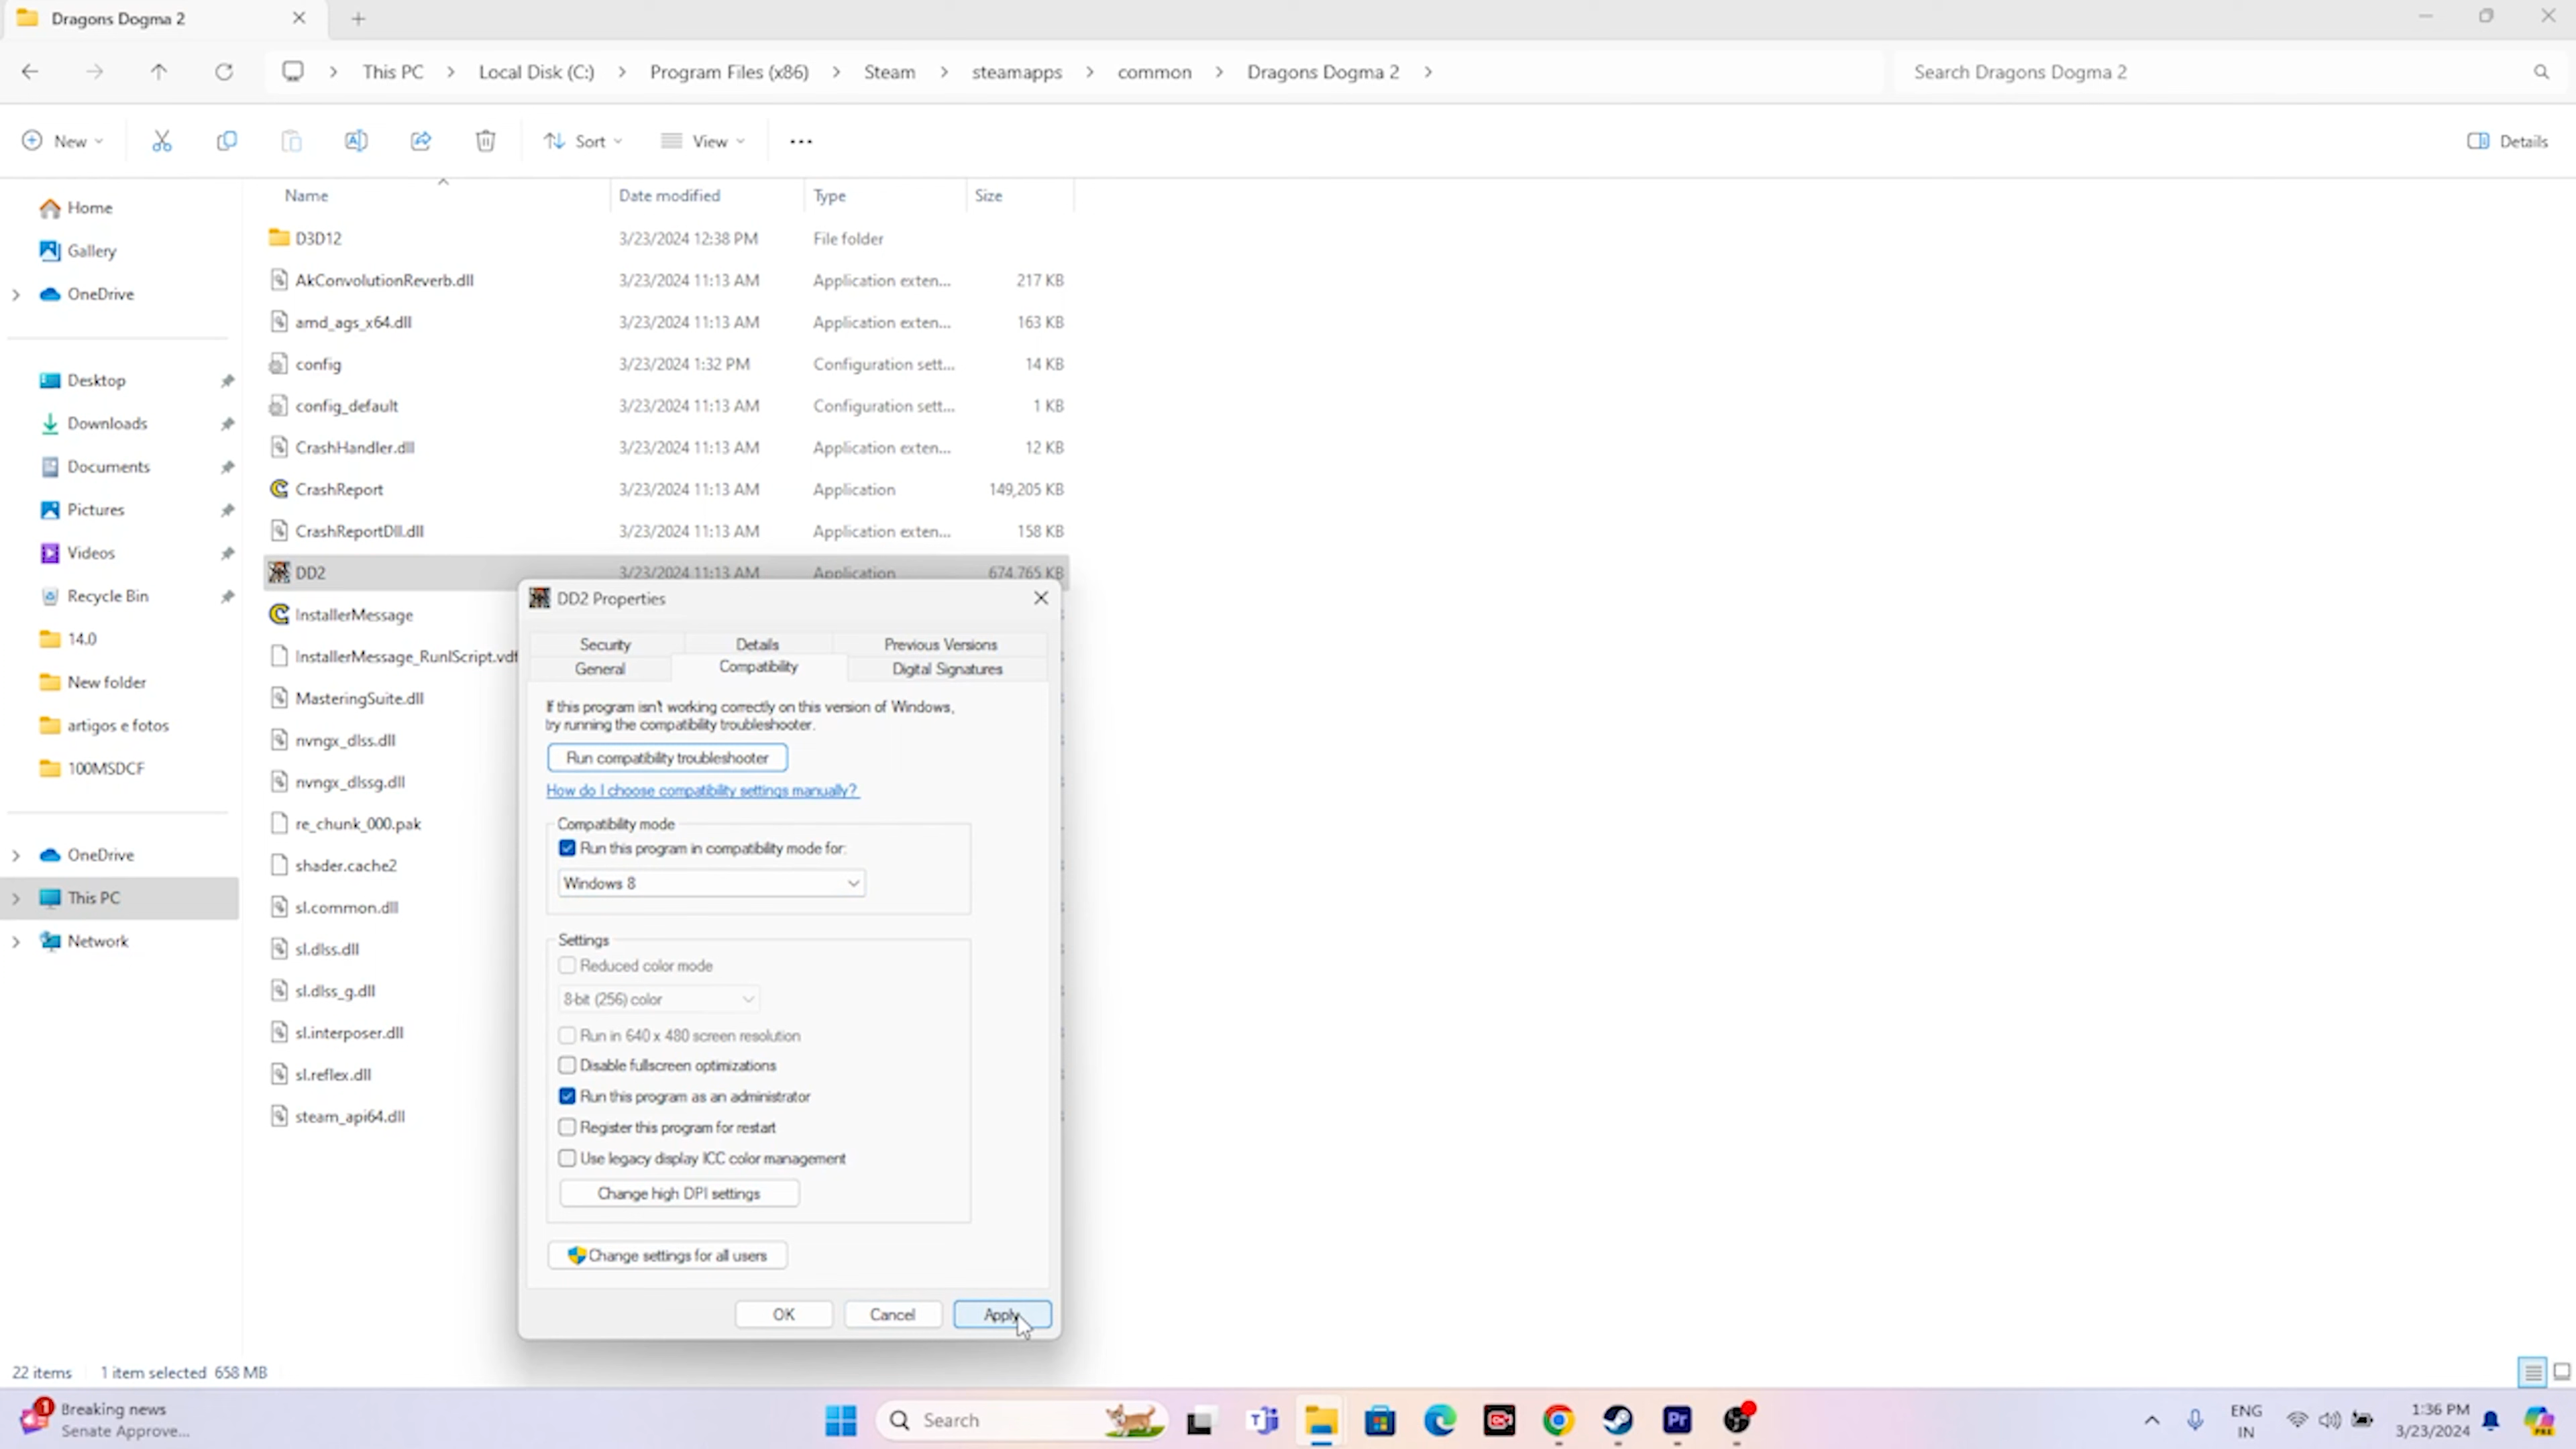 Dragons Dogma 2
This PC > Local Disk (C:) > Program Files (x86) > Steam > steamapps > common > Dragons Dogma 2 >
Search Dragons Dogma 2
New
Sort
View
Details
Name Date modified Type Size
Home
Gallery
OneDrive
Desktop
Downloads
Documents
Pictures
Videos
Recycle Bin
14.0
New folder
artigos e fotos
100MSDCF
OneDrive
This PC
Network
D3D12 3/23/2024 12:38 PM File folder
AkConvolutionReverb.dll 3/23/2024 11:13 AM Application exten... 217 KB
amd_ags_x64.dll 3/23/2024 11:13 AM Application exten... 163 KB
config 3/23/2024 1:32 PM Configuration sett... 14 KB
config_default 3/23/2024 11:13 AM Configuration sett... 1 KB
CrashHandler.dll 3/23/2024 11:13 AM Application exten... 12 KB
CrashReport 3/23/2024 11:13 AM Application 149,205 KB
CrashReportDll.dll 3/23/2024 11:13 AM Application exten... 158 KB
DD2 3/23/2024 11:13 AM Application 674,765 KB
InstallerMessage
InstallerMessage_RunIScript.vdf
MasteringSuite.dll
nvngx_dlss.dll
nvngx_dlssg.dll
re_chunk_000.pak
shader.cache2
sl.common.dll
sl.dlss.dll
sl.dlss_g.dll
sl.interposer.dll
sl.reflex.dll
steam_api64.dll
DD2 Properties
Security Details Previous Versions
General Compatibility Digital Signatures
If this program isn't working correctly on this version of Windows,
try running the compatibility troubleshooter.
Run compatibility troubleshooter
How do I choose compatibility settings manually?
Compatibility mode
Run this program in compatibility mode for:
Windows 8
Settings
Reduced color mode
8-bit (256) color
Run in 640 x 480 screen resolution
Disable fullscreen optimizations
Run this program as an administrator
Register this program for restart
Use legacy display ICC color management
Change high DPI settings
Change settings for all users
OK Cancel Apply
22 items 1 item selected 658 MB
1
Breaking news
Senate Approve...
Search
Pr
ENG
IN
1:36 PM
3/23/2024
PRE